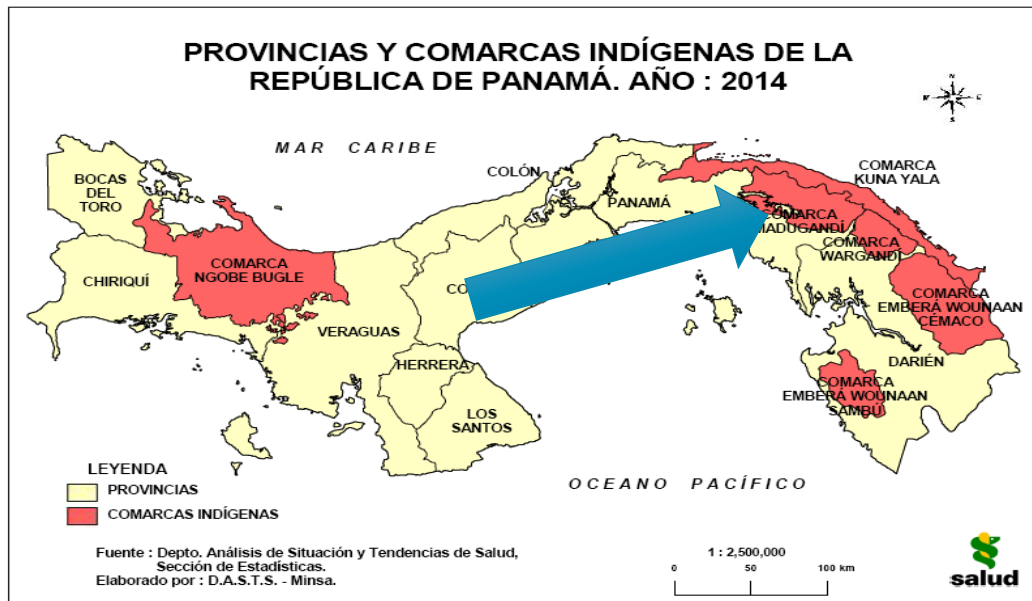 PROVINCIAS Y COMARCAS INDÍGENAS DE LA
REPÚBLICA DE PANAMÁ. AÑO : 2014
N
W
E
S
MAR CARIBE
COLÓN
COMARCA
KUNA YALA
BOCAS
DEL
TORO
PANAMÁ
COMARCA
MADUGANDÍ
COMARCA
WARGANDÍ
COMARCA
NGOBE BUGLE
CHIRIQUÍ
VERAGUAS
COMARCA
EMBERÁ WOUNAAN
CÉMACO
HERRERA
DARIÉN
COMARCA
EMBERÁ WOUNAAN
SAMBÚ
LOS
SANTOS
OCEANO PACÍFICO
LEYENDA
PROVINCIAS
COMARCAS INDÍGENAS
Fuente : Depto. Análisis de Situación y Tendencias de Salud,
Sección de Estadísticas.
Elaborado por : D.A.S.T.S. - Minsa.
1 : 2,500,000
0 50 100 km
salud